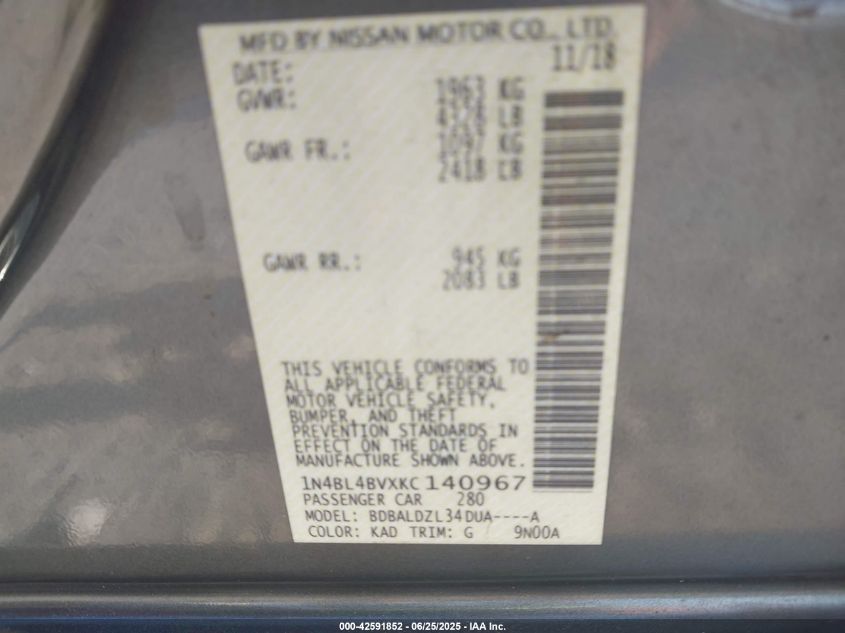 MFD BY NISSAN MOTOR CO., LTD.
DATE: 11/18
GVWR: 1963 KG
4328 LB
GAWR FR.: 1097 KG
2418 LB
GAWR RR.: 945 KG
2083 LB
THIS VEHICLE CONFORMS TO
ALL APPLICABLE FEDERAL
MOTOR VEHICLE SAFETY,
BUMPER, AND THEFT
PREVENTION STANDARDS IN
EFFECT ON THE DATE OF
MANUFACTURE SHOWN ABOVE.
1N4BL4BVXKC140967
PASSENGER CAR 280
MODEL: BDBALDZL34DUA----A
COLOR: KAD TRIM: G 9N00A
000-42591852 - 06/25/2025 - IAA Inc.